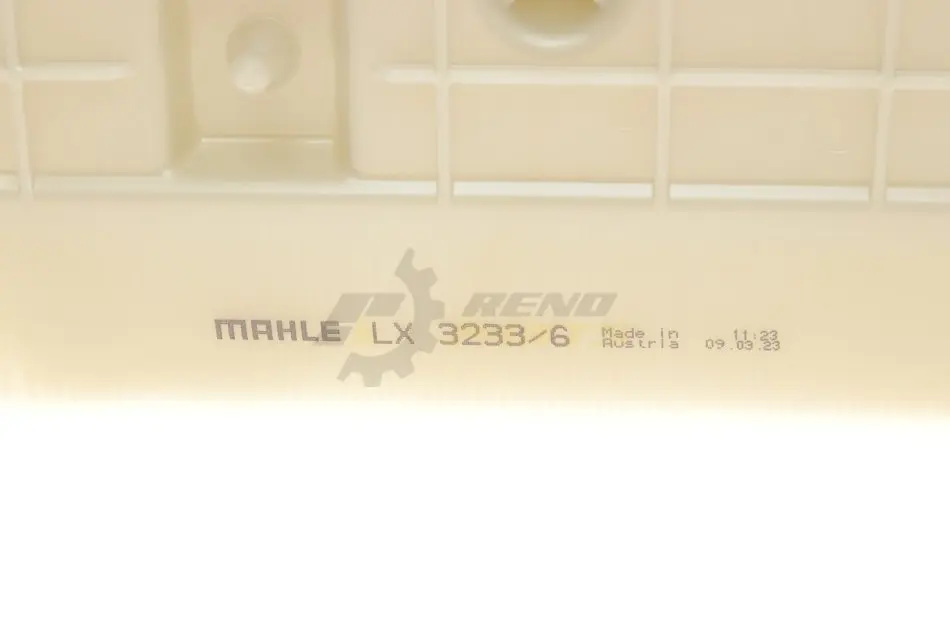 RENO
MAHLE LX 3233/6 Made in 11:23
Austria 09.03.23